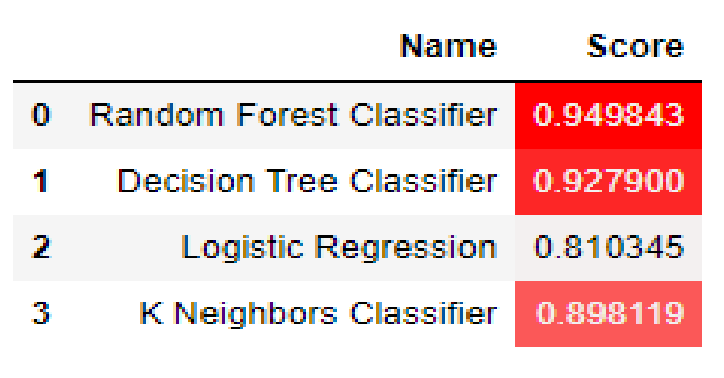 Name Score
0 Random Forest Classifier 0.949843
1 Decision Tree Classifier 0.927900
2 Logistic Regression 0.810345
3 K Neighbors Classifier 0.898119